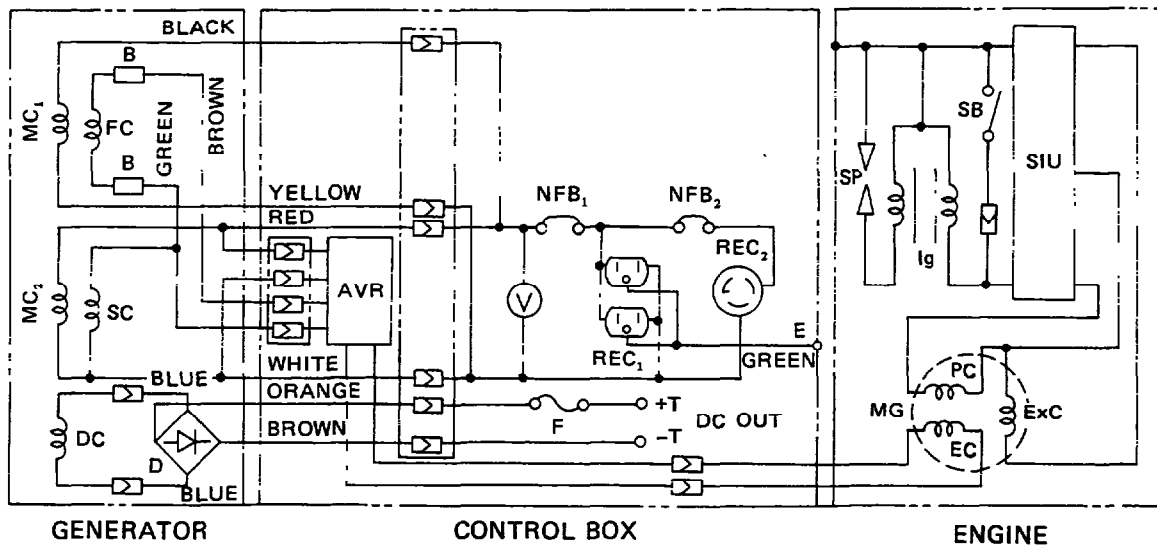 BLACK
B
MC₁
FC
GREEN
BROWN
B
YELLOW
RED
NFB₁
NFB₂
REC₂
AVR
MC₂
SC
V
REC₁
E
GREEN
WHITE
BLUE
ORANGE
+T
F
DC OUT
BROWN
-T
DC
D
BLUE
SP
SB
SIU
Ig
PC
MG
ExC
EC
GENERATOR
CONTROL BOX
ENGINE